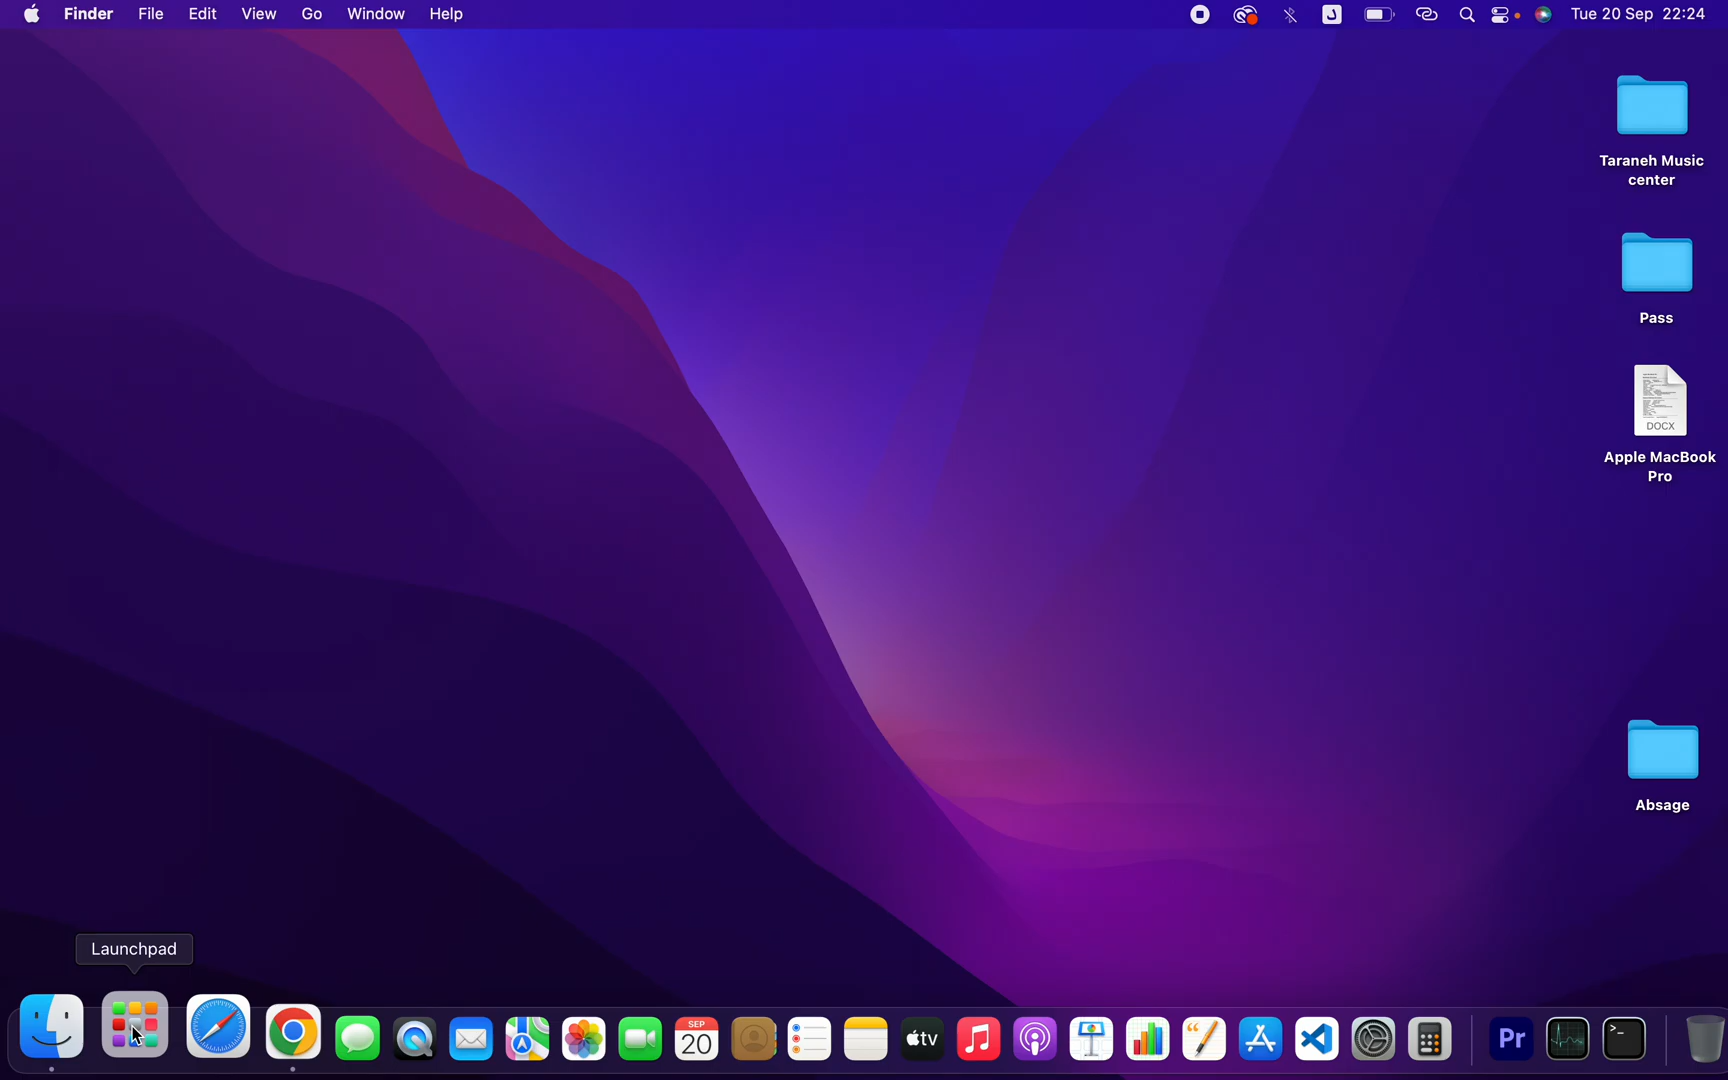 Finder File Edit View Go Window Help Tue 20 Sep 22:24
Taraneh Music
center
Pass
DOCX
Apple MacBook
Pro
Absage
Launchpad
SEP
20
tv
Pr
>_